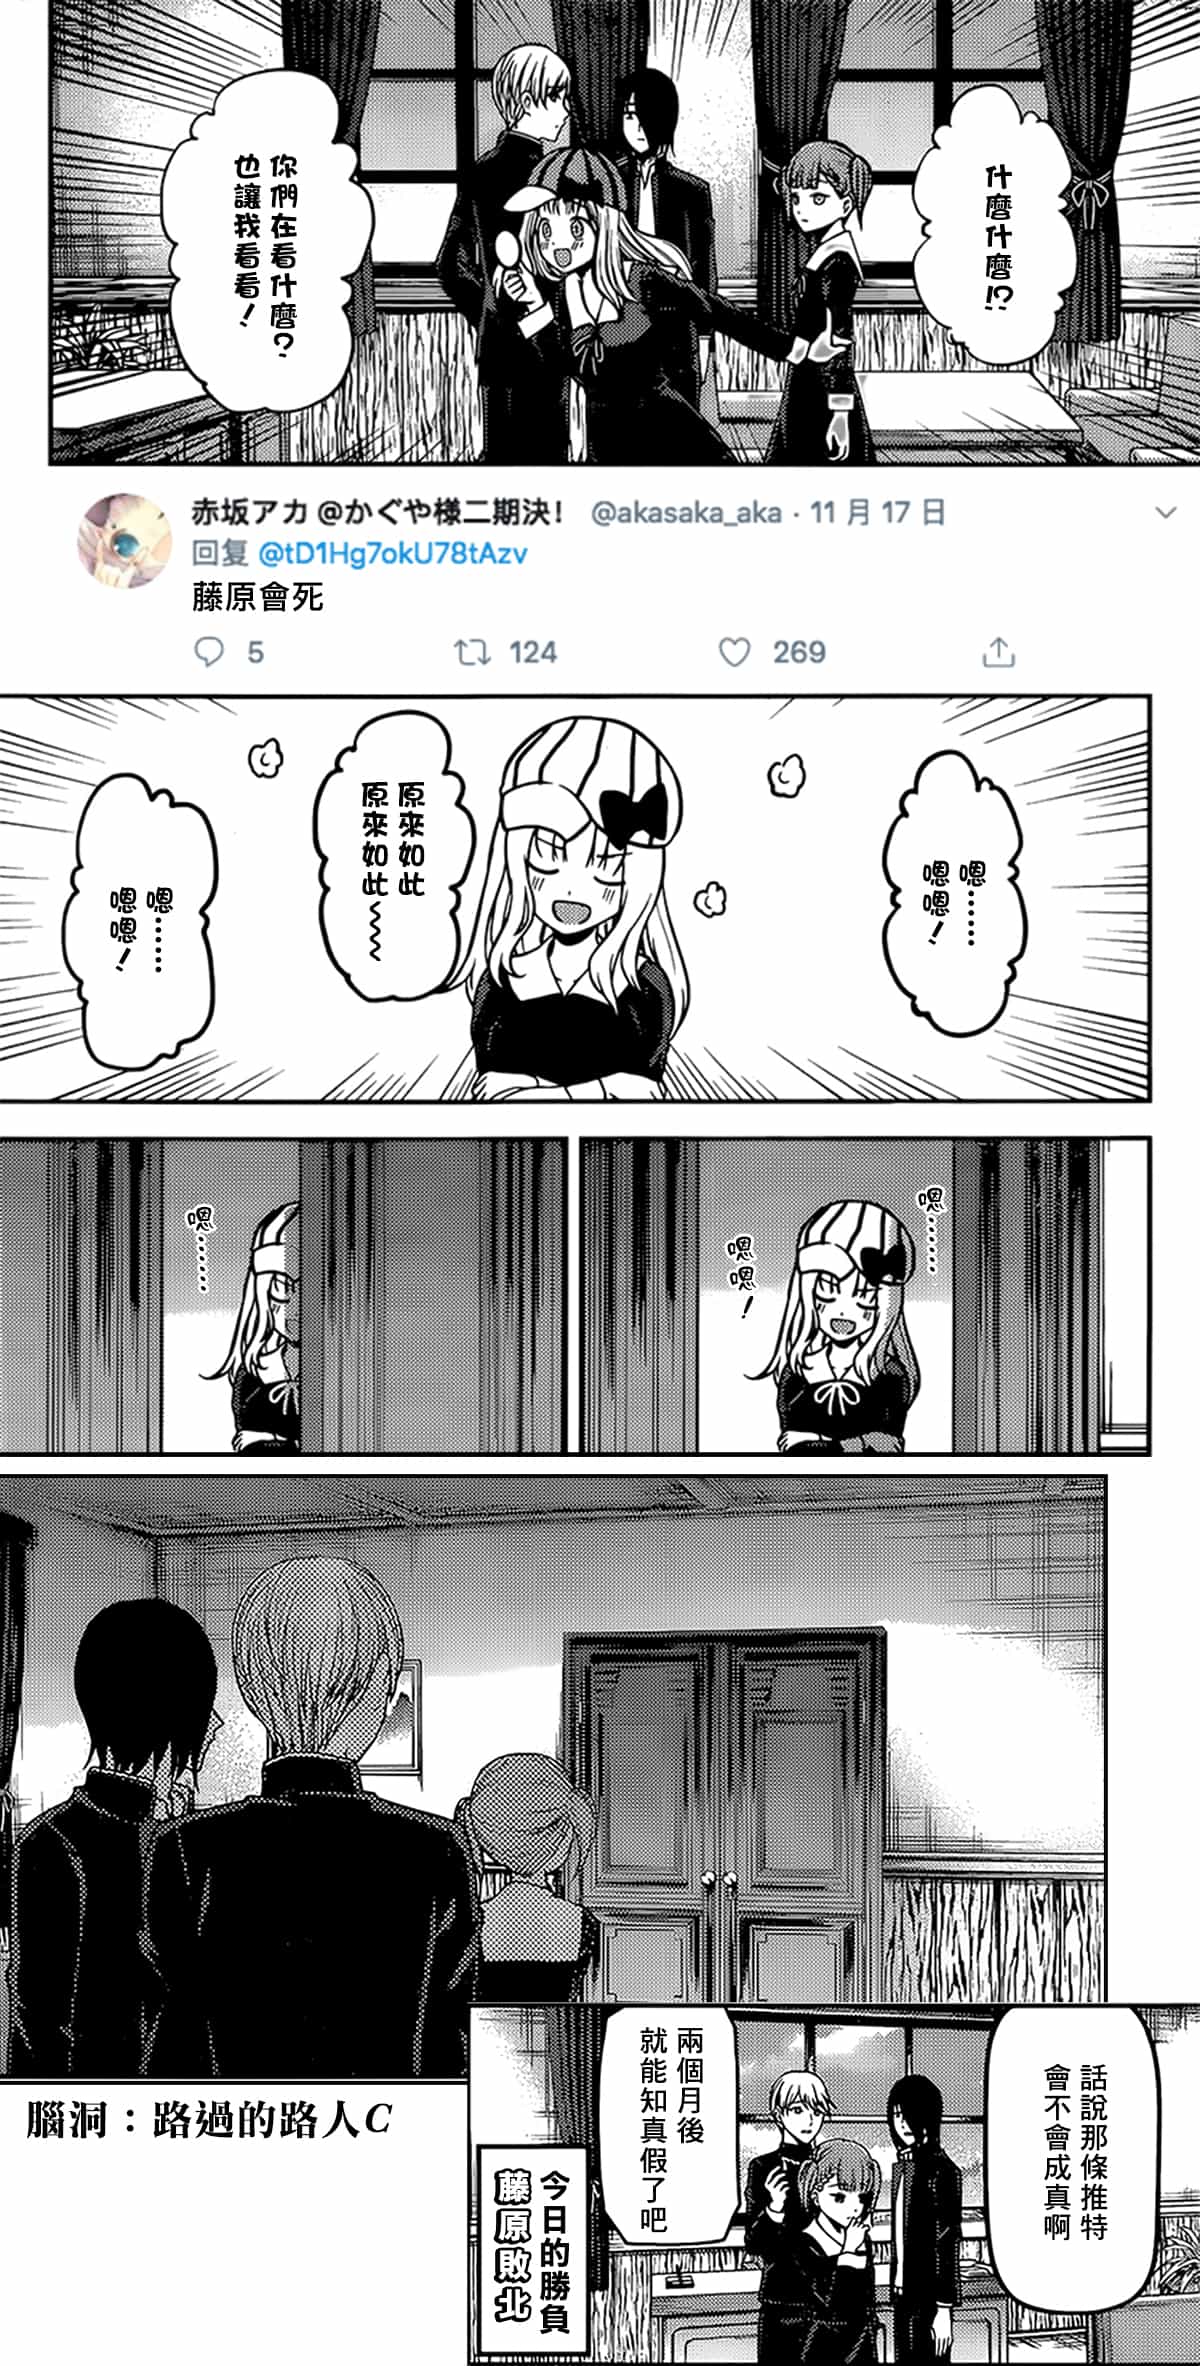 什麼什麼!?
你們在看什麼？
也讓我看看！
赤坂アカ @かぐや様二期決！ @akasaka_aka · 11 月 17 日
回复 @tD1Hg7okU78tAzv
藤原會死
5 124 269
嗯……
嗯嗯！
原來如此
原來如此~~~
嗯……
嗯嗯！
嗯……
嗯嗯！
嗯……
話說那條推特
會不會成真啊
兩個月後
就能知真假了吧
今日的勝負
藤原敗北
腦洞：路過的路人C